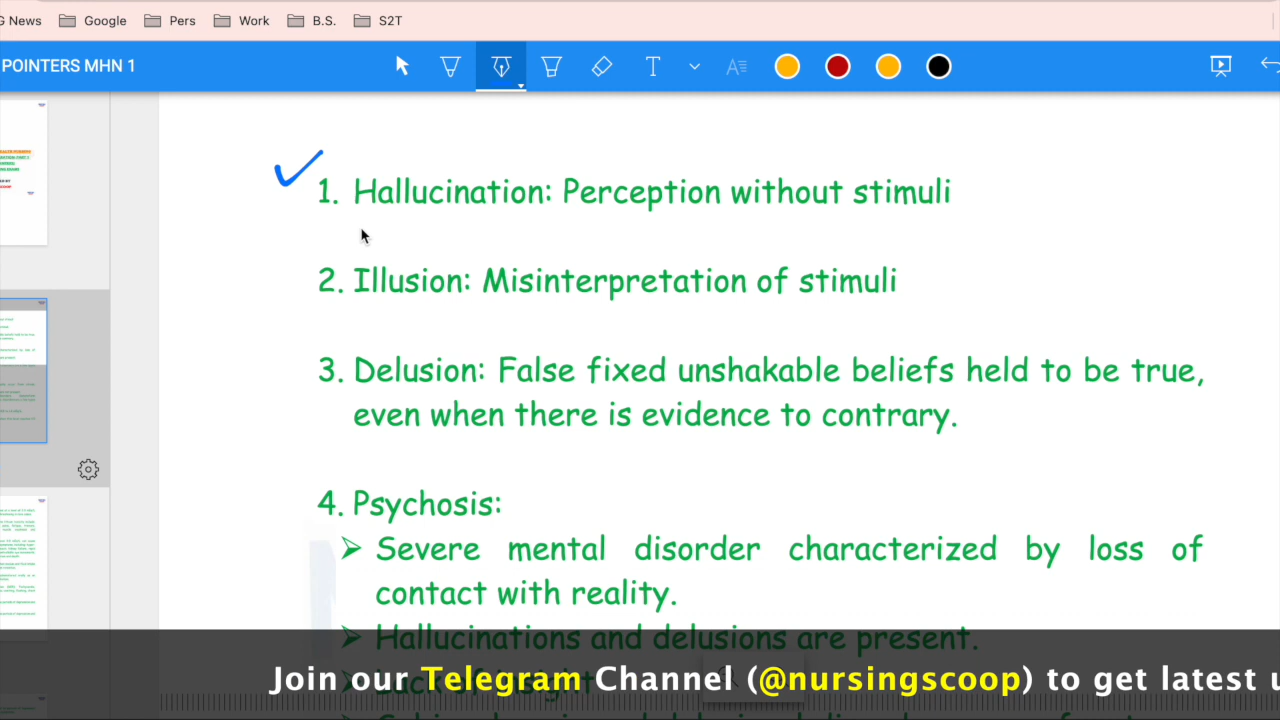 G News Google Pers Work B.S. S2T
POINTERS MHN 1
1. Hallucination: Perception without stimuli
2. Illusion: Misinterpretation of stimuli
3. Delusion: False fixed unshakable beliefs held to be true,
even when there is evidence to contrary.
4. Psychosis:
➢ Severe mental disorder characterized by loss of
contact with reality.
➢ Hallucinations and delusions are present.
Join our Telegram Channel (@nursingscoop) to get latest u